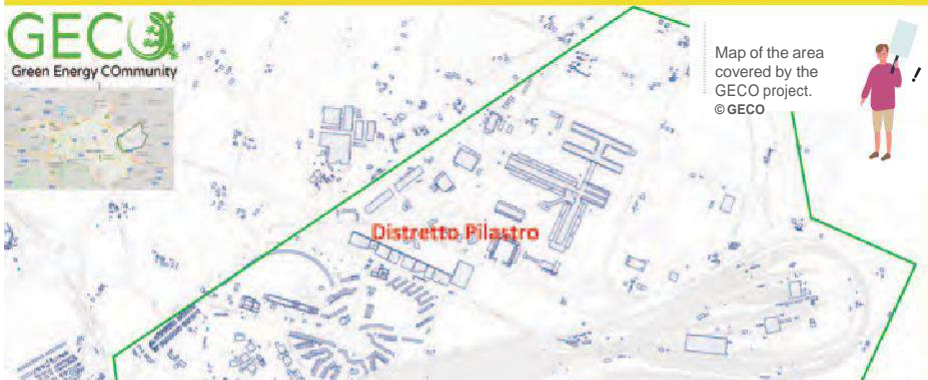 GECO
Green Energy COmmunity
Map of the area
covered by the
GECO project.
© GECO
Distretto Pilastro